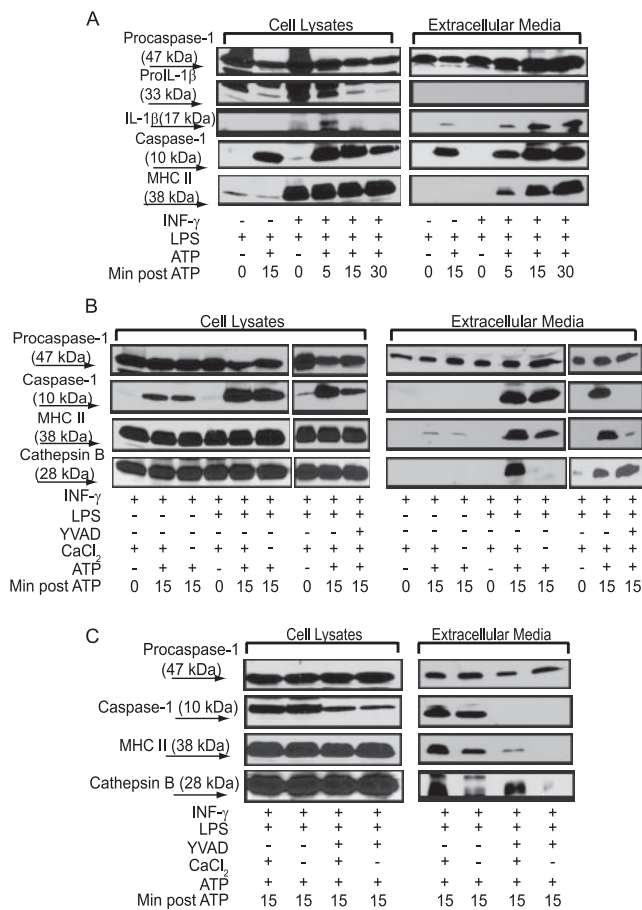 A
Cell Lysates Extracellular Media
Procaspase-1
(47 kDa)
ProIL-1β
(33 kDa)
IL-1β(17 kDa)
Caspase-1
(10 kDa)
MHC II
(38 kDa)
INF-γ - - + + + + - - + + + +
LPS + + + + + + + + + + + +
ATP - + - + + + - + - + + +
Min post ATP 0 15 0 5 15 30 0 15 0 5 15 30
B
Cell Lysates Extracellular Media
Procaspase-1
(47 kDa)
Caspase-1
(10 kDa)
MHC II
(38 kDa)
Cathepsin B
(28 kDa)
INF-γ + + + + + + + + + + + + + + + + + +
LPS - - - + + + + + + - - - + + + + + +
YVAD - - - - - - - - + - - - - - - - - +
CaCl₂ + + - + + - + + + + + - + + - + + +
ATP - + + - + + - + + - + + - + + - + +
Min post ATP 0 15 15 0 15 15 0 15 15 0 15 15 0 15 15 0 15 15
C
Cell Lysates Extracellular Media
Procaspase-1
(47 kDa)
Caspase-1 (10 kDa)
MHC II (38 kDa)
Cathepsin B (28 kDa)
INF-γ + + + + + + + +
LPS + + + + + + + +
YVAD - - + + - - + +
CaCl₂ + - + - + - + -
ATP + + + + + + + +
Min post ATP 15 15 15 15 15 15 15 15